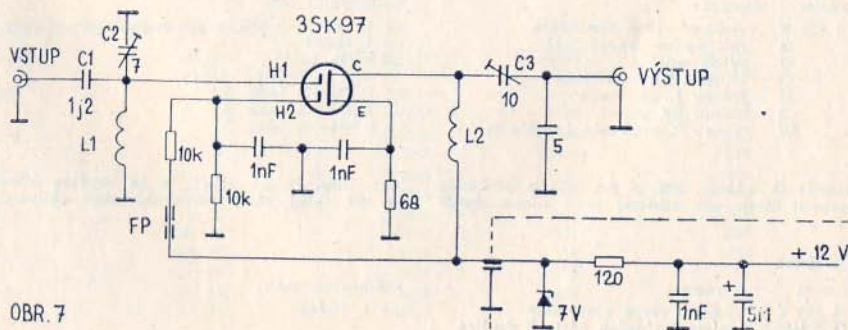 3SK97
VSTUP
C1
1j2
C2
7
L1
H1
H2
C
E
C3
10
VÝSTUP
5
L2
10k
10k
1nF
1nF
68
FP
+ 12 V
120
7V
1nF
+
5M
OBR. 7